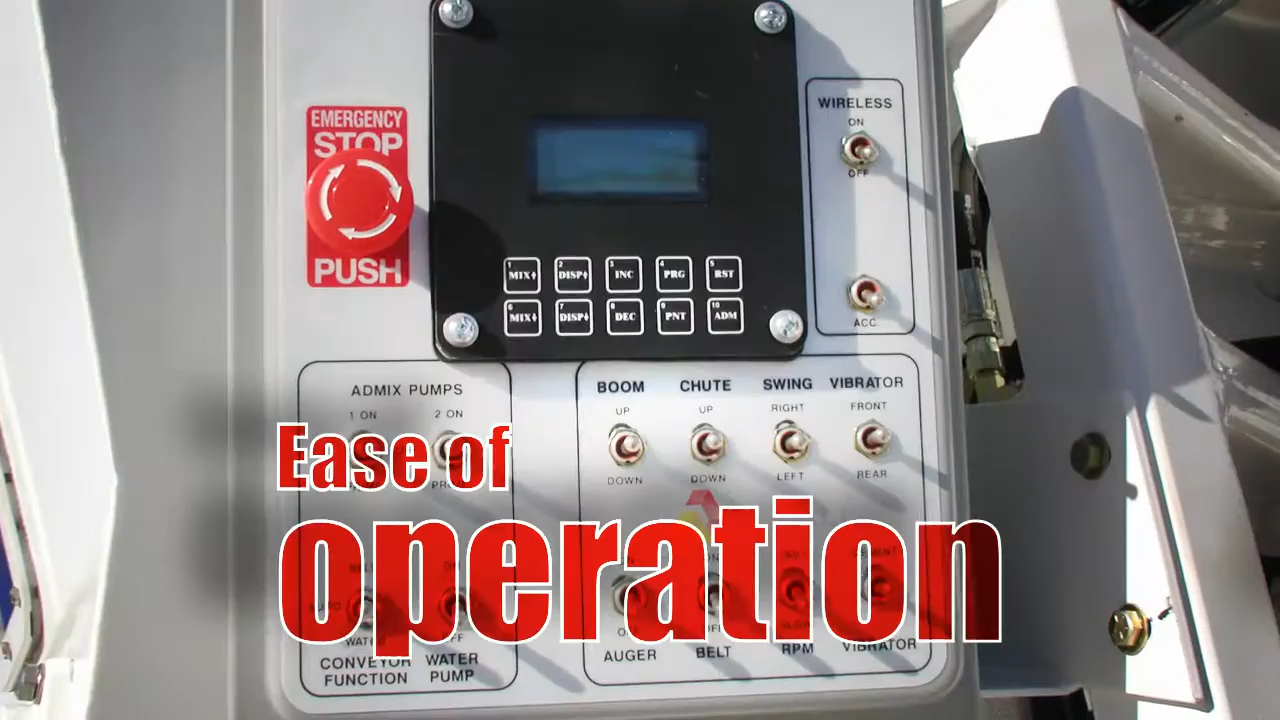 EMERGENCY
STOP
PUSH
1 MIX↑ 2 DISP↑ 3 INC 4 PRG 5 RST
6 MIX↓ 7 DISP↓ 8 DEC 9 PNT 10 ADM
WIRELESS
ON
OFF
ACC.
ADMIX PUMPS
1 ON 2 ON
BOOM CHUTE SWING VIBRATOR
UP UP RIGHT FRONT
DOWN DOWN LEFT REAR
Ease of
operation
CONVEYOR
FUNCTION
WATER
PUMP
AUGER BELT RPM VIBRATOR